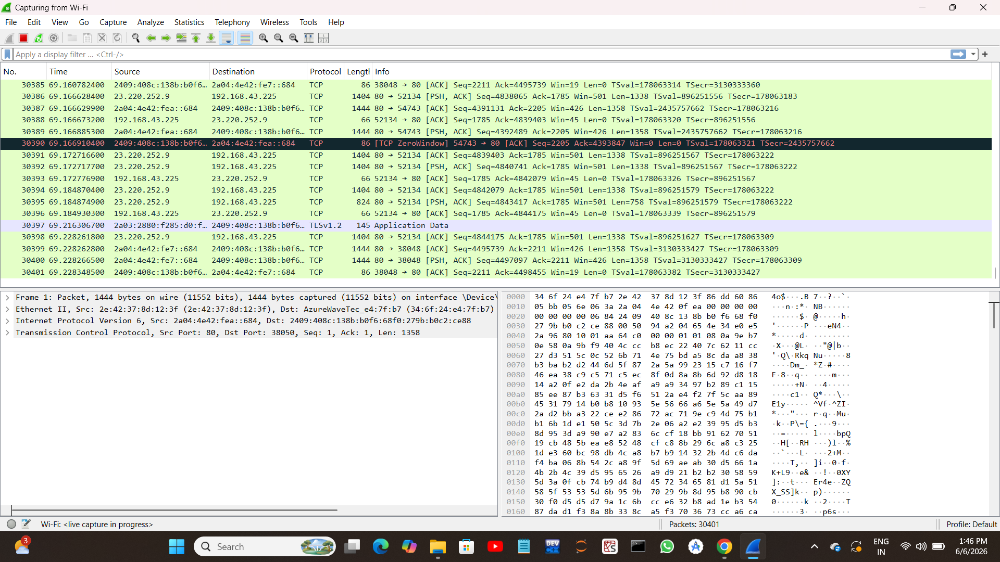 Capturing from Wi-Fi
File Edit View Go Capture Analyze Statistics Telephony Wireless Tools Help
Apply a display filter ... <Ctrl-/>
No. Time Source Destination Protocol Length Info
30385 69.160782400 2409:408c:138b:b0f6… 2a04:4e42:fe7::684 TCP 86 38048 → 80 [ACK] Seq=2211 Ack=4495739 Win=19 Len=0 TSval=178063314 TSecr=3130333360
30386 69.166628400 23.220.252.9 192.168.43.225 TCP 1404 80 → 52134 [PSH, ACK] Seq=4838065 Ack=1785 Win=501 Len=1338 TSval=896251556 TSecr=178063183
30387 69.166629900 2a04:4e42:fea::684 2409:408c:138b:b0f6… TCP 1444 80 → 54743 [ACK] Seq=4391131 Ack=2205 Win=426 Len=1358 TSval=2435757662 TSecr=178063216
30388 69.166673200 192.168.43.225 23.220.252.9 TCP 66 52134 → 80 [ACK] Seq=1785 Ack=4839403 Win=45 Len=0 TSval=178063320 TSecr=896251556
30389 69.166885300 2a04:4e42:fea::684 2409:408c:138b:b0f6… TCP 1444 80 → 54743 [PSH, ACK] Seq=4392489 Ack=2205 Win=426 Len=1358 TSval=2435757662 TSecr=178063216
30390 69.166910400 2409:408c:138b:b0f6… 2a04:4e42:fea::684 TCP 86 [TCP ZeroWindow] 54743 → 80 [ACK] Seq=2205 Ack=4393847 Win=0 Len=0 TSval=178063321 TSecr=2435757662
30391 69.172716600 23.220.252.9 192.168.43.225 TCP 1404 80 → 52134 [ACK] Seq=4839403 Ack=1785 Win=501 Len=1338 TSval=896251567 TSecr=178063222
30392 69.172717700 23.220.252.9 192.168.43.225 TCP 1404 80 → 52134 [PSH, ACK] Seq=4840741 Ack=1785 Win=501 Len=1338 TSval=896251567 TSecr=178063222
30393 69.172776900 192.168.43.225 23.220.252.9 TCP 66 52134 → 80 [ACK] Seq=1785 Ack=4842079 Win=45 Len=0 TSval=178063326 TSecr=896251567
30394 69.184870400 23.220.252.9 192.168.43.225 TCP 1404 80 → 52134 [ACK] Seq=4842079 Ack=1785 Win=501 Len=1338 TSval=896251579 TSecr=178063222
30395 69.184874900 23.220.252.9 192.168.43.225 TCP 824 80 → 52134 [PSH, ACK] Seq=4843417 Ack=1785 Win=501 Len=758 TSval=896251579 TSecr=178063222
30396 69.184930300 192.168.43.225 23.220.252.9 TCP 66 52134 → 80 [ACK] Seq=1785 Ack=4844175 Win=45 Len=0 TSval=178063339 TSecr=896251579
30397 69.216306700 2a03:2880:f285:d0:f… 2409:408c:138b:b0f6… TLSv1.2 145 Application Data
30398 69.228261800 23.220.252.9 192.168.43.225 TCP 1404 80 → 52134 [ACK] Seq=4844175 Ack=1785 Win=501 Len=1338 TSval=896251627 TSecr=178063309
30399 69.228262800 2a04:4e42:fe7::684 2409:408c:138b:b0f6… TCP 1444 80 → 38048 [ACK] Seq=4495739 Ack=2211 Win=426 Len=1358 TSval=3130333427 TSecr=178063309
30400 69.228266500 2a04:4e42:fe7::684 2409:408c:138b:b0f6… TCP 1444 80 → 38048 [PSH, ACK] Seq=4497097 Ack=2211 Win=426 Len=1358 TSval=3130333427 TSecr=178063309
30401 69.228348500 2409:408c:138b:b0f6… 2a04:4e42:fe7::684 TCP 86 38048 → 80 [ACK] Seq=2211 Ack=4498455 Win=19 Len=0 TSval=178063382 TSecr=3130333427
Frame 1: Packet, 1444 bytes on wire (11552 bits), 1444 bytes captured (11552 bits) on interface \Device\
Ethernet II, Src: 2e:42:37:8d:12:3f (2e:42:37:8d:12:3f), Dst: AzureWaveTec_e4:7f:b7 (34:6f:24:e4:7f:b7)
Internet Protocol Version 6, Src: 2a04:4e42:fea::684, Dst: 2409:408c:138b:b0f6:68f0:279b:b0c2:ce88
Transmission Control Protocol, Src Port: 80, Dst Port: 38050, Seq: 1, Ack: 1, Len: 1358
0000 34 6f 24 e4 7f b7 2e 42 37 8d 12 3f 86 dd 60 86 4o$···.B 7··?··`·
0010 05 bb 05 6e 06 3a 2a 04 4e 42 0f ea 00 00 00 00 ···n·:*· NB······
0020 00 00 00 00 06 84 24 09 40 8c 13 8b b0 f6 68 f0 ······$· @·····h·
0030 27 9b b0 c2 ce 88 00 50 94 a2 04 65 4e 34 e0 e5 '······P ···eN4··
0040 2a 96 80 10 01 aa 64 c0 00 00 01 01 08 0a 9e b7 *·····d· ········
0050 0e 58 0a 9b f9 40 4c cc b8 ec 22 40 7c 62 11 cc ·X···@L· ··"@|b··
0060 27 d3 51 5c 0c 52 6b 71 4e 75 bd a5 8c da a8 38 '·Q\·Rkq Nu·····8
0070 b3 ba b2 d2 44 6d 5f 87 2a 5a 99 23 15 c7 16 f7 ····Dm_· *Z·#····
0080 46 ea 38 c9 c5 71 c5 ec 8f 0d 8a 8b 6d 92 d8 18 F·8··q·· ····m···
0090 14 a2 0f e2 da 2b 4e af a9 a9 34 97 b2 89 c1 15 ·····+N· ··4·····
00a0 85 ee 87 b3 63 31 d5 f6 51 2a e4 f2 7f 5c aa 89 ····c1·· Q*···\··
00b0 45 31 79 14 b0 b8 10 93 5e 56 66 a6 5e 5a 49 d7 E1y····· ^Vf·^ZI·
00c0 2a d2 bb a3 22 ce e2 86 72 ac 71 9e c9 4d 75 b1 *···"··· r·q··Mu·
00d0 b1 6b 1d e1 50 5c 3d 7b 2e 06 a2 e2 39 95 d5 b3 ·k··P\={ .···9···
00e0 8d 95 3d a9 90 e7 a2 83 6c cf 18 bb 91 62 70 51 ··=····· l····bpQ
00f0 19 cb 48 5b ea e8 52 48 cf c8 8b 29 6c a8 c3 25 ··H[··RH ···)l··%
0100 1d e3 60 bc 98 db 4c a8 b7 b9 14 32 2b 4d c6 da ··`···L· ···2+M··
0110 f4 ba 06 8b 54 2c a8 9f 5d 69 ae ab 30 d5 66 1a ····T,·· ]i··0·f·
0120 4b 2b 4c 39 d5 95 65 26 a9 d9 21 b2 b2 30 58 59 K+L9··e& ··!··0XY
0130 5d 3a 0f cb 74 b9 d4 8d 45 72 34 65 81 d1 5a 51 ]:··t··· Er4e··ZQ
0140 58 5f 53 53 5d 6b 95 9b 70 29 9b 8d 95 b8 90 cb X_SS]k·· p)······
0150 30 f0 d5 d5 d7 9a 1c 6b cc e6 32 b8 ad 1e b3 54 0······k ··2····T
0160 87 da d1 f3 8a 8b 33 8c a5 f3 70 36 73 cc a6 ca ······3· ··p6s···
Wi-Fi: <live capture in progress> Packets: 30401 Profile: Default
3
Search
DEV
ENG
IN
1:46 PM
6/6/2026